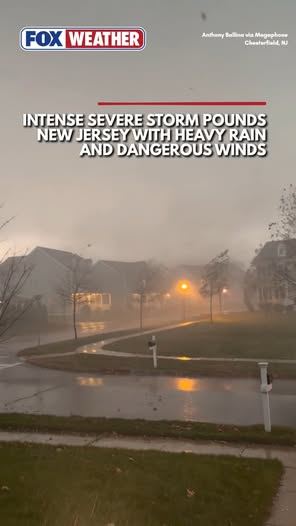 FOX WEATHER
Anthony Ballina via Megaphone
Chesterfield, NJ
INTENSE SEVERE STORM POUNDS
NEW JERSEY WITH HEAVY RAIN
AND DANGEROUS WINDS